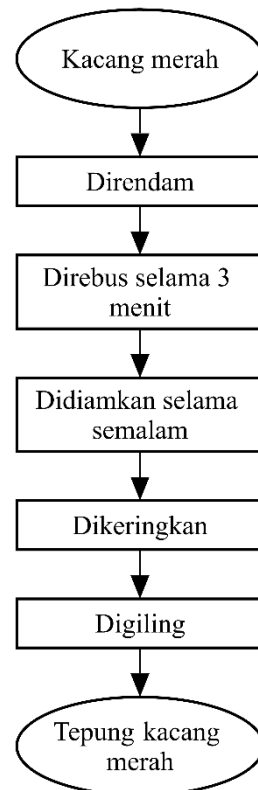 Kacang merah
Direndam
Direbus selama 3
menit
Didiamkan selama
semalam
Dikeringkan
Digiling
Tepung kacang
merah